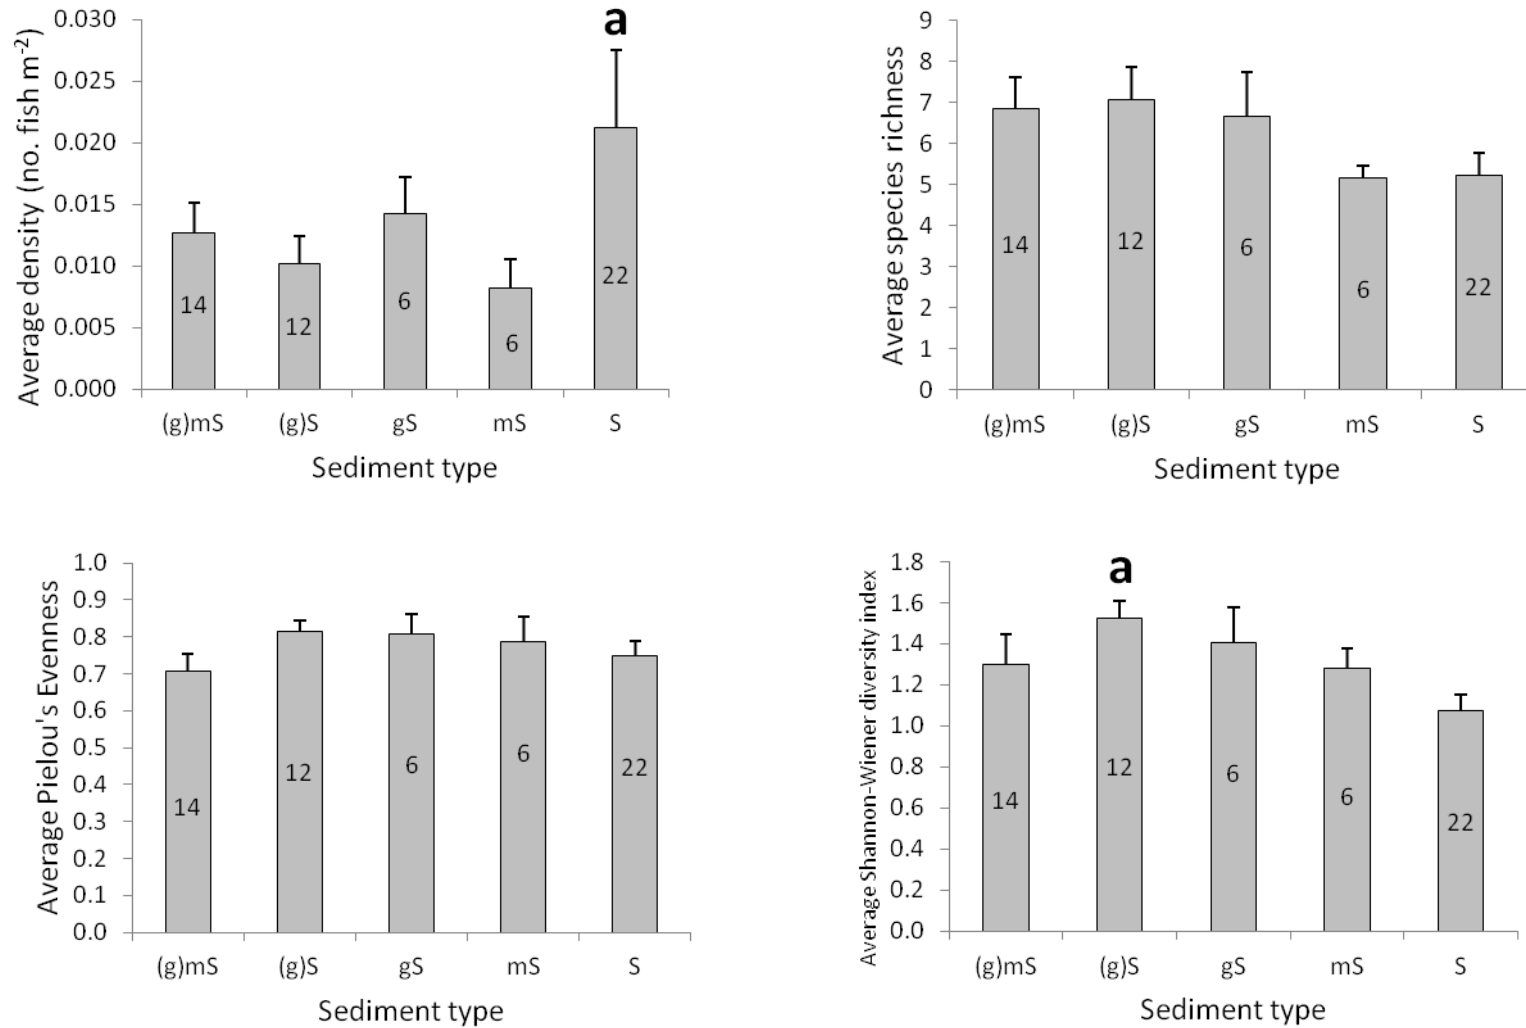 Average density (no. fish m-2)
0.030
0.025
0.020
0.015
0.010
0.005
0.000
a
14
12
6
6
22
(g)mS
(g)S
gS
mS
S
Sediment type
Average species richness
9
8
7
6
5
4
3
2
1
0
14
12
6
6
22
(g)mS
(g)S
gS
mS
S
Sediment type
Average Pielou's Evenness
1.0
0.9
0.8
0.7
0.6
0.5
0.4
0.3
0.2
0.1
0.0
14
12
6
6
22
(g)mS
(g)S
gS
mS
S
Sediment type
Average Shannon-Wiener diversity index
1.8
1.6
1.4
1.2
1.0
0.8
0.6
0.4
0.2
0.0
a
14
12
6
6
22
(g)mS
(g)S
gS
mS
S
Sediment type